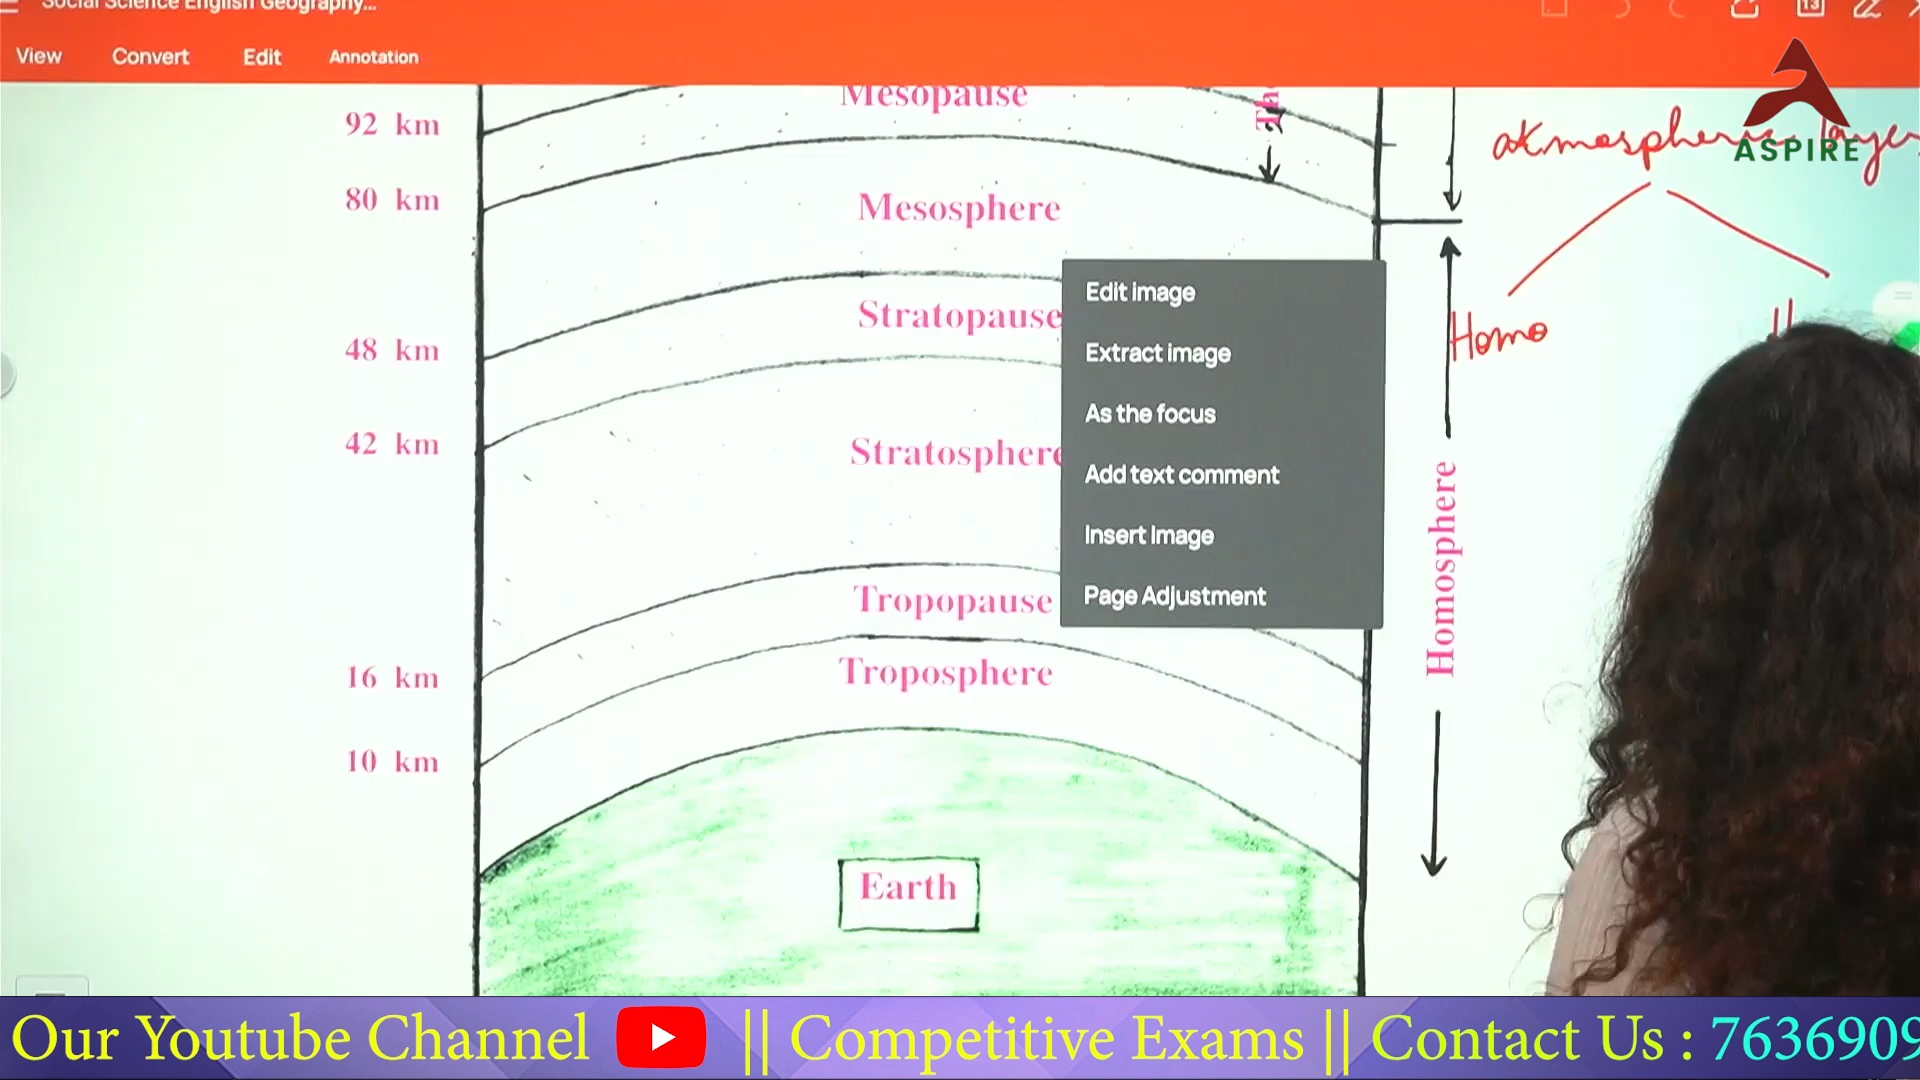 Social Science English Geography...
View Convert Edit Annotation
ASPIRE
Mesopause
92 km
atmospheric layer
80 km
Mesosphere
Edit image
Stratopause
Homo
48 km
Extract image
As the focus
42 km
Stratosphere
Add text comment
Insert Image
Homosphere
Tropopause
Page Adjustment
16 km
Troposphere
10 km
Earth
Our Youtube Channel || Competitive Exams || Contact Us : 7636909